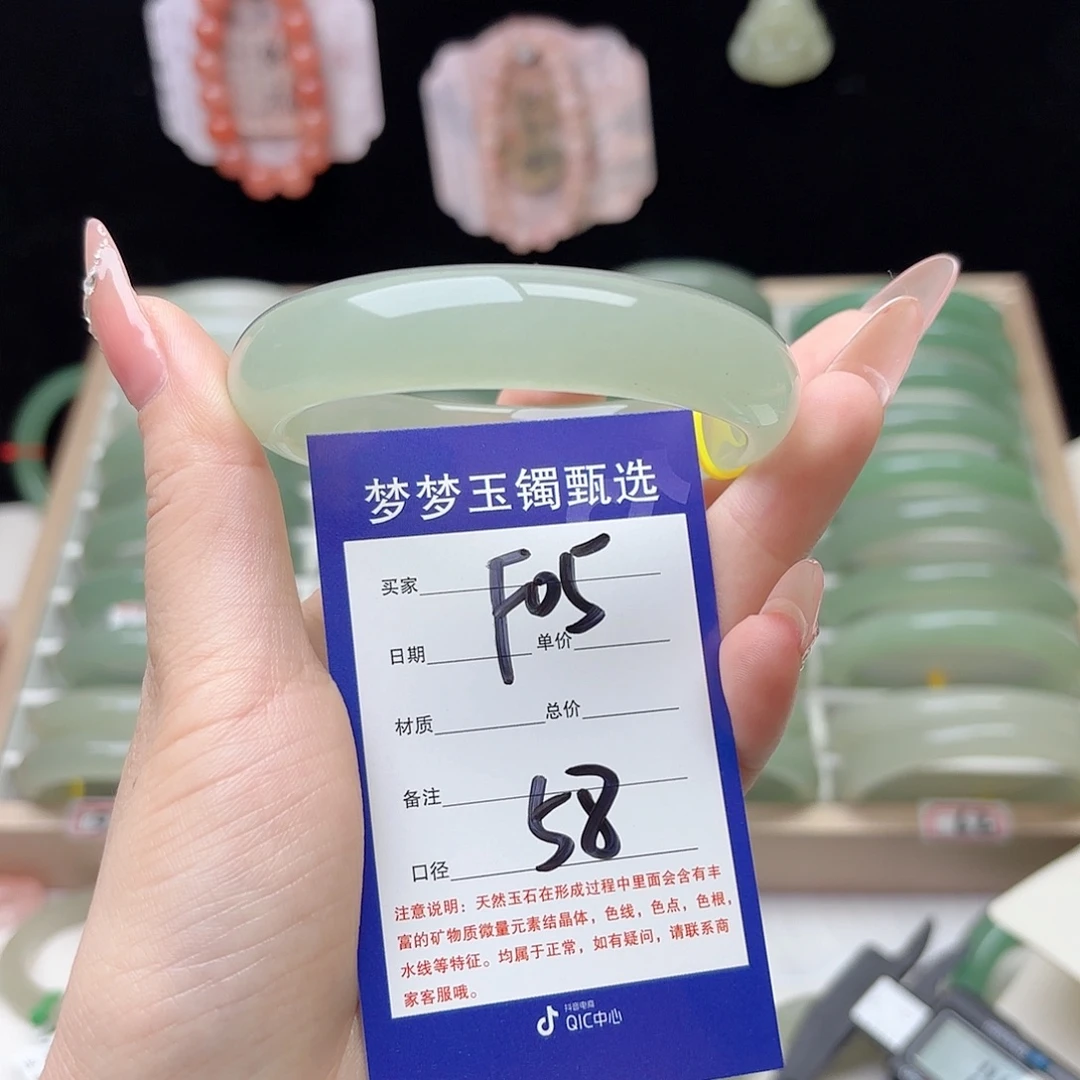 梦梦玉镯甄选
买家 F05
日期 单价
材质 总价
备注
口径 58
注意说明：天然玉石在形成过程中里面会含有丰
富的矿物质微量元素结晶体，色线，色点，色根，
水线等特征。均属于正常，如有疑问，请联系商
家客服哦。
抖音电商
QIC中心